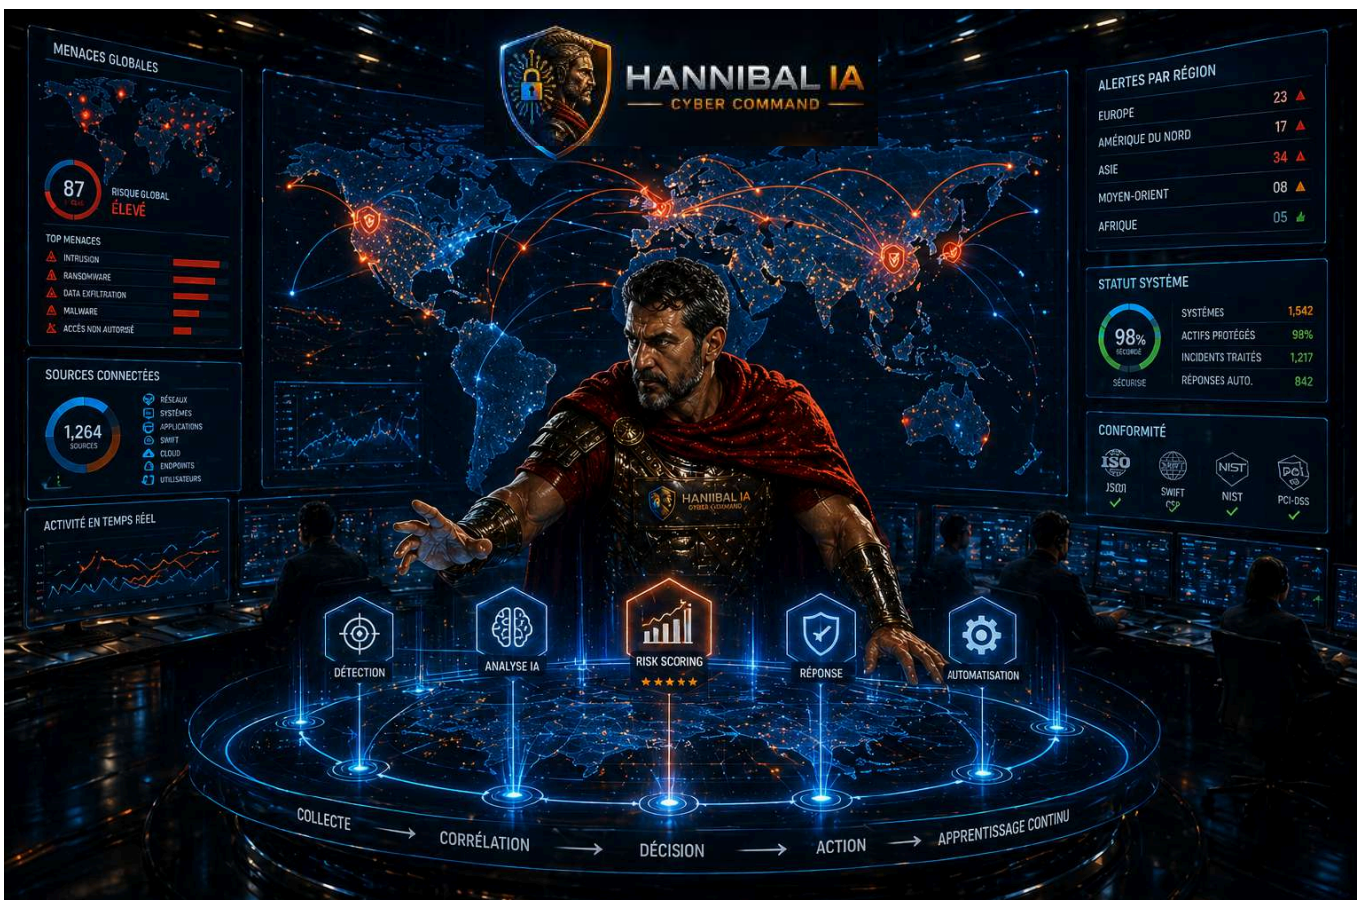 HANNIBAL IA
CYBER COMMAND
MENACES GLOBALES
87
RISQUE GLOBAL
ÉLEVÉ
TOP MENACES
INTRUSION
RANSOMWARE
DATA EXFILTRATION
MALWARE
ACCÈS NON AUTORISÉ
SOURCES CONNECTÉES
1,264
SOURCES
RÉSEAUX
SYSTÈMES
APPLICATIONS
SWIFT
CLOUD
ENDPOINTS
UTILISATEURS
ACTIVITÉ EN TEMPS RÉEL
ALERTES PAR RÉGION
EUROPE 23
AMÉRIQUE DU NORD 17
ASIE 34
MOYEN-ORIENT 08
AFRIQUE 05
STATUT SYSTÈME
98%
SÉCURISÉ
SYSTÈMES 1,542
ACTIFS PROTÉGÉS 98%
INCIDENTS TRAITÉS 1,217
RÉPONSES AUTO. 842
CONFORMITÉ
ISO
SWIFT
NIST
NIST
PCI-DSS
HANIIBAL IA
CYBER COMMAND
DÉTECTION
ANALYSE IA
RISK SCORING
RÉPONSE
AUTOMATISATION
COLLECTE → CORRÉLATION → DÉCISION → ACTION → APPRENTISSAGE CONTINU